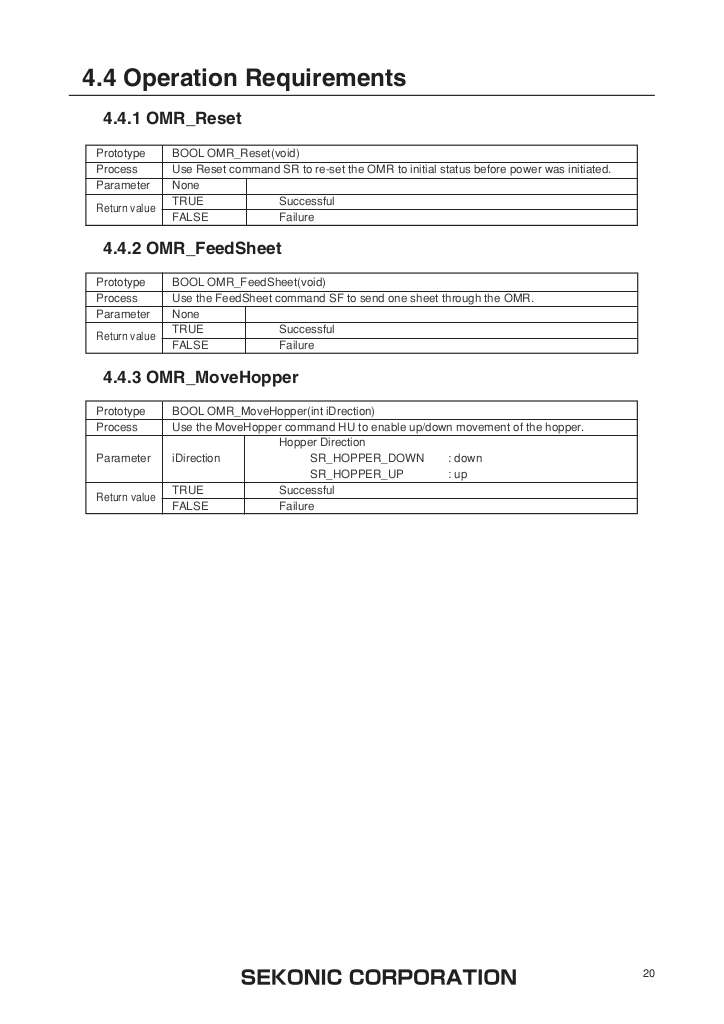 4.4 Operation Requirements
4.4.1 OMR_Reset
Prototype BOOL OMR_Reset(void)
Process Use Reset command SR to re-set the OMR to initial status before power was initiated.
Parameter None
Return value TRUE Successful
FALSE Failure
4.4.2 OMR_FeedSheet
Prototype BOOL OMR_FeedSheet(void)
Process Use the FeedSheet command SF to send one sheet through the OMR.
Parameter None
Return value TRUE Successful
FALSE Failure
4.4.3 OMR_MoveHopper
Prototype BOOL OMR_MoveHopper(int iDrection)
Process Use the MoveHopper command HU to enable up/down movement of the hopper.
Hopper Direction
Parameter iDirection SR_HOPPER_DOWN : down
SR_HOPPER_UP : up
Return value TRUE Successful
FALSE Failure
SEKONIC CORPORATION 20